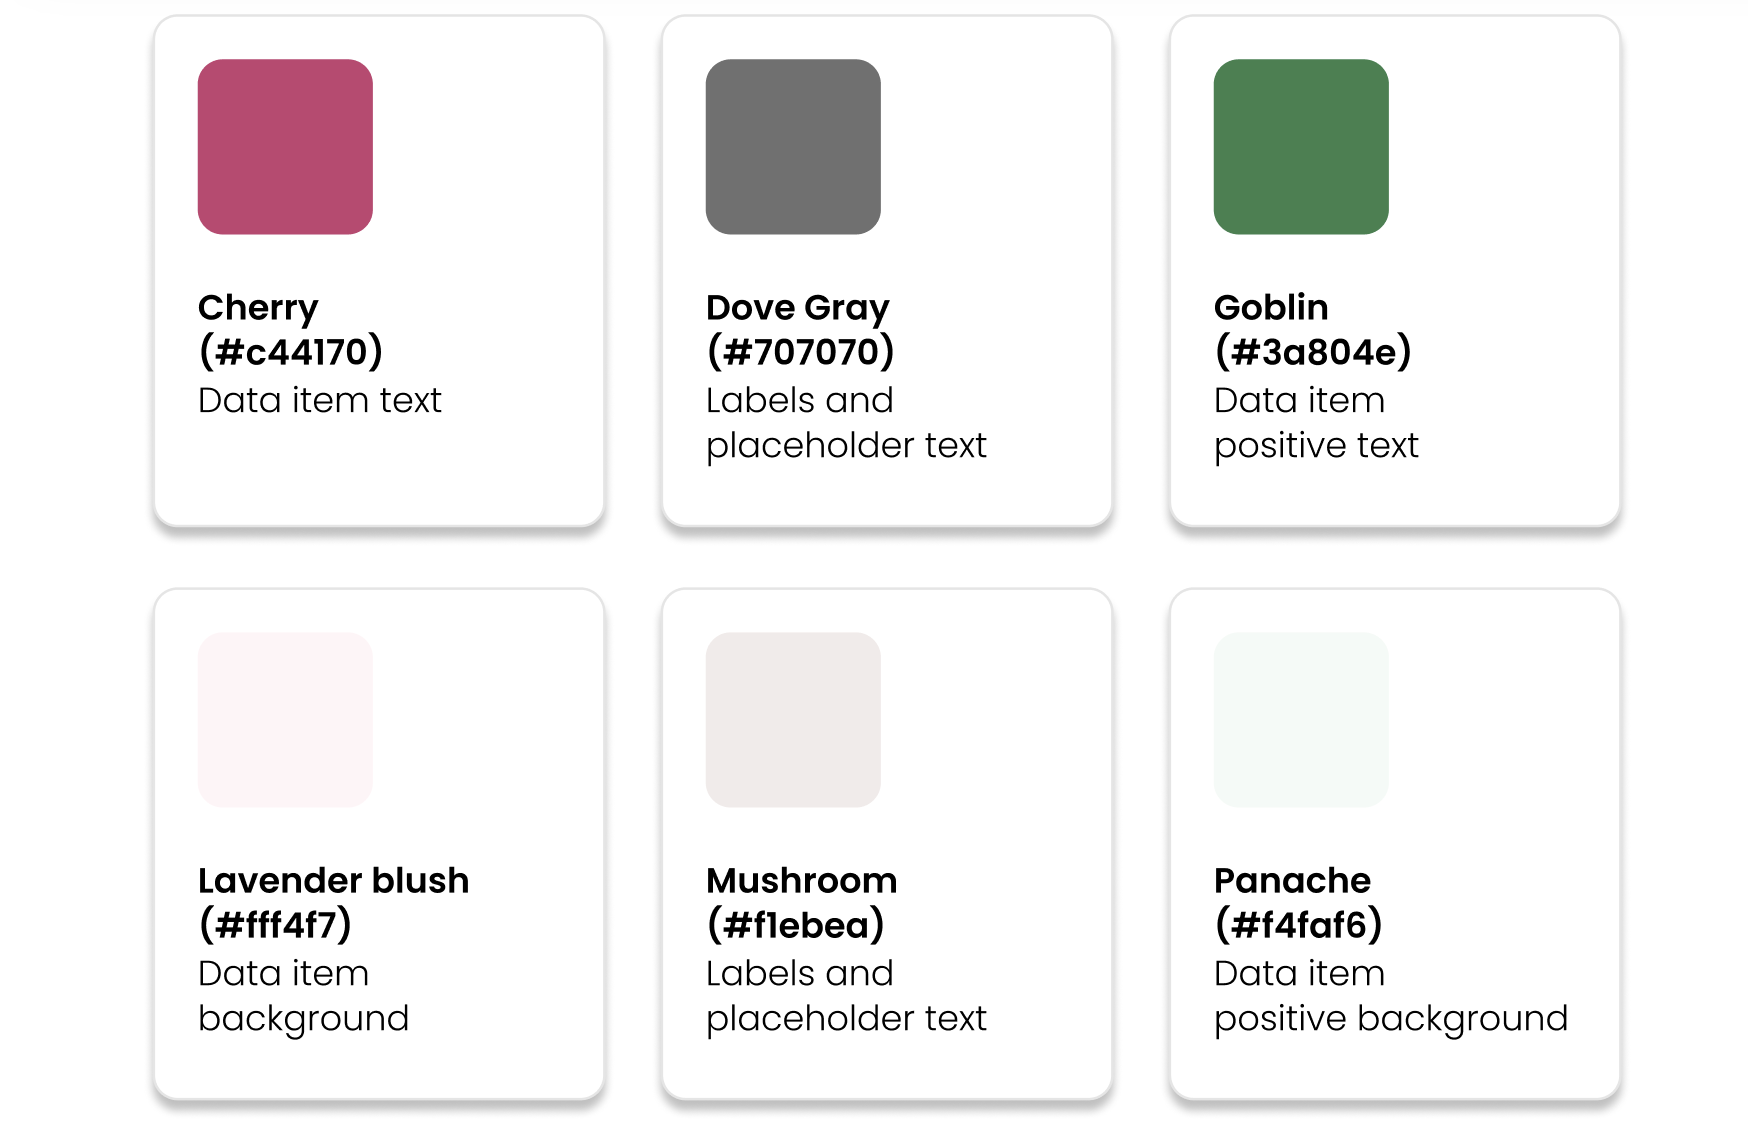 Cherry
(#c44170)
Data item text
Dove Gray
(#707070)
Labels and
placeholder text
Goblin
(#3a804e)
Data item
positive text
Lavender blush
(#fff4f7)
Data item
background
Mushroom
(#f1ebea)
Labels and
placeholder text
Panache
(#f4faf6)
Data item
positive background